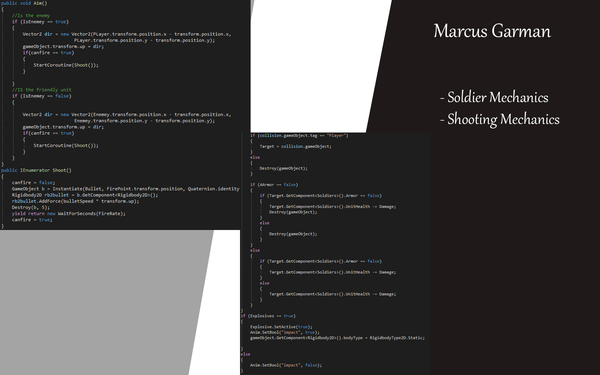 public void Aim()
{
//Is the enemy
if (IsEnemey == true)
{
Vector2 dir = new Vector2(PLayer.transform.position.x - transform.position.x,
PLayer.transform.position.y - transform.position.y);
gameObject.transform.up = dir;
if(canfire == true)
{
StartCoroutine(Shoot());
}
}
//IS the friendly unit
if (IsEnemey == false)
{
Vector2 dir = new Vector2(Enemey.transform.position.x - transform.position.x,
Enemey.transform.position.y - transform.position.y);
gameObject.transform.up = dir;
if(canfire == true)
{
StartCoroutine(Shoot());
}
}
}
public IEnumerator Shoot()
{
canfire = false;
GameObject b = Instantiate(Bullet, FirePoint.transform.position, Quaternion.identity
Rigidbody2D rb2bullet = b.GetComponent<Rigidbody2D>();
rb2bullet.AddForce(bulletSpeed * transform.up);
Destroy(b, 5);
yield return new WaitForSeconds(fireRate);
canfire = true;
}
Marcus Garman
- Soldier Mechanics
- Shooting Mechanics
if (collision.gameObject.tag == "Player")
{
Target = collision.gameObject;
}
else
{
Destroy(gameObject);
}
if (AArmor == false)
{
if (Target.GetComponent<Soldiers>().Armor == false)
{
Target.GetComponent<Soldiers>().UnitHealth -= Damage;
Destroy(gameObject);
}
else
{
Destroy(gameObject);
}
}
else
{
if (Target.GetComponent<Soldiers>().Armor == false)
{
Target.GetComponent<Soldiers>().UnitHealth -= Damage;
}
else
{
Target.GetComponent<Soldiers>().UnitHealth -= Damage;
}
}
}
if (Explosives == true)
{
Explosive.SetActive(true);
Anim.SetBool("impact", true);
gameObject.GetComponent<Rigidbody2D>().bodyType = RigidbodyType2D.Static;
}
else
{
Anim.SetBool("impact", false);
}